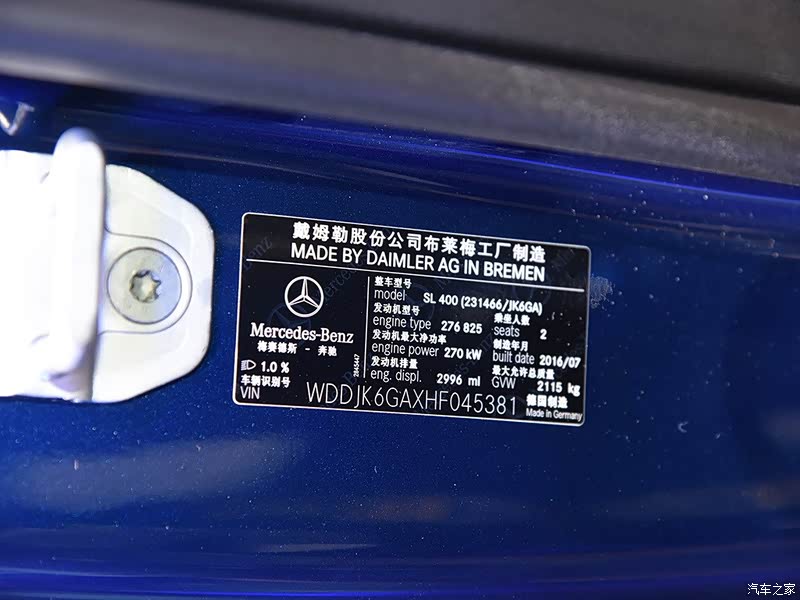 戴姆勒股份公司布莱梅工厂制造
MADE BY DAIMLER AG IN BREMEN
整车型号
model SL 400 (231466/JK6GA)
发动机型号 乘坐人数
engine type 276 825 seats 2
发动机最大净功率 制造年月
engine power 270 kW built date 2016/07
发动机排量 最大允许总质量
eng. displ. 2996 ml GVW 2115 kg
Mercedes-Benz
梅赛德斯 - 奔驰
1.0 %
车辆识别号
VIN WDDJK6GAXHF045381
德国制造
Made in Germany
汽车之家